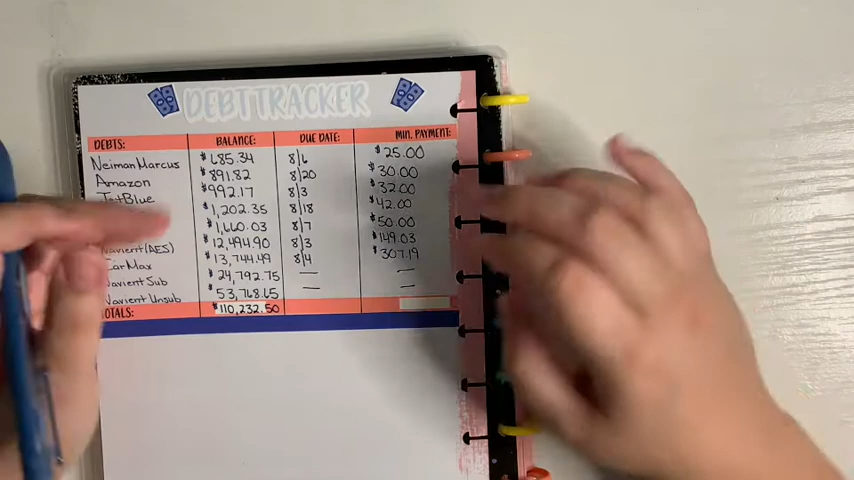 DEBT TRACKER
DEBTS: BALANCE: DUE DATE: MIN. PAYMENT:
Neiman Marcus $685.34 8/6 $25.00
Amazon $891.82 8/20 $30.00
JetBlue $992.17 8/3 $32.00
$1,202.35 8/18 $42.00
$1,660.03 8/7 $50.00
Navient (AES) $12,494.90 8/3 $149.03
CarMax $13,744.49 8/4 $307.19
Navient Sub $24,792.75 — —
Navient Unsub $53,768.65 — —
TOTALS: $110,232.50